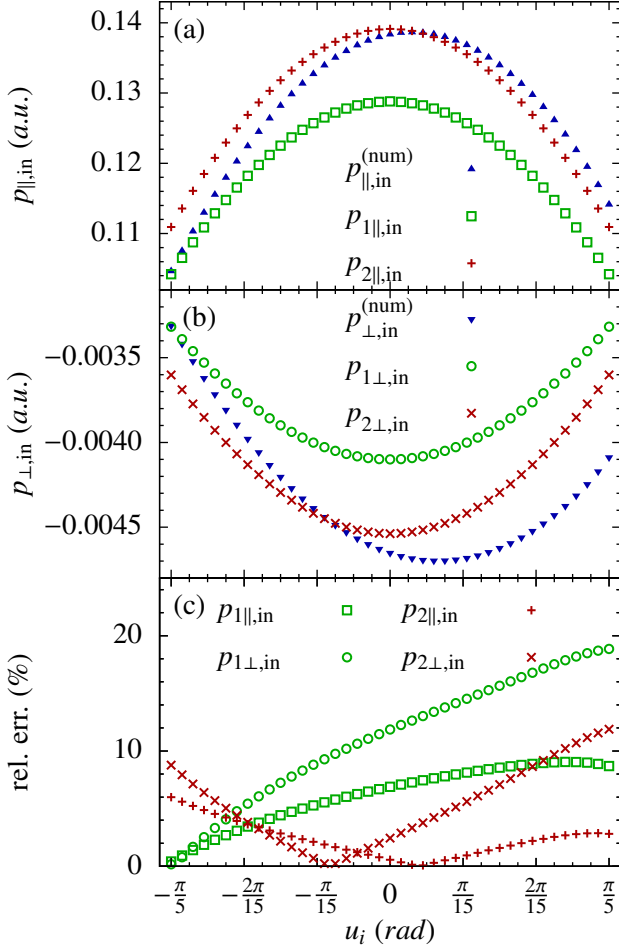 0.14
(a)
0.13
0.12
0.11
p∥,in (a.u.)
p∥,in(num)
p1∥,in
p2∥,in
(b)
−0.0035
−0.0040
−0.0045
p⊥,in (a.u.)
p⊥,in(num)
p1⊥,in
p2⊥,in
(c)
20
10
0
rel. err. (%)
p1∥,in p2∥,in
p1⊥,in p2⊥,in
−π/5 −2π/15 −π/15 0 π/15 2π/15 π/5
ui (rad)